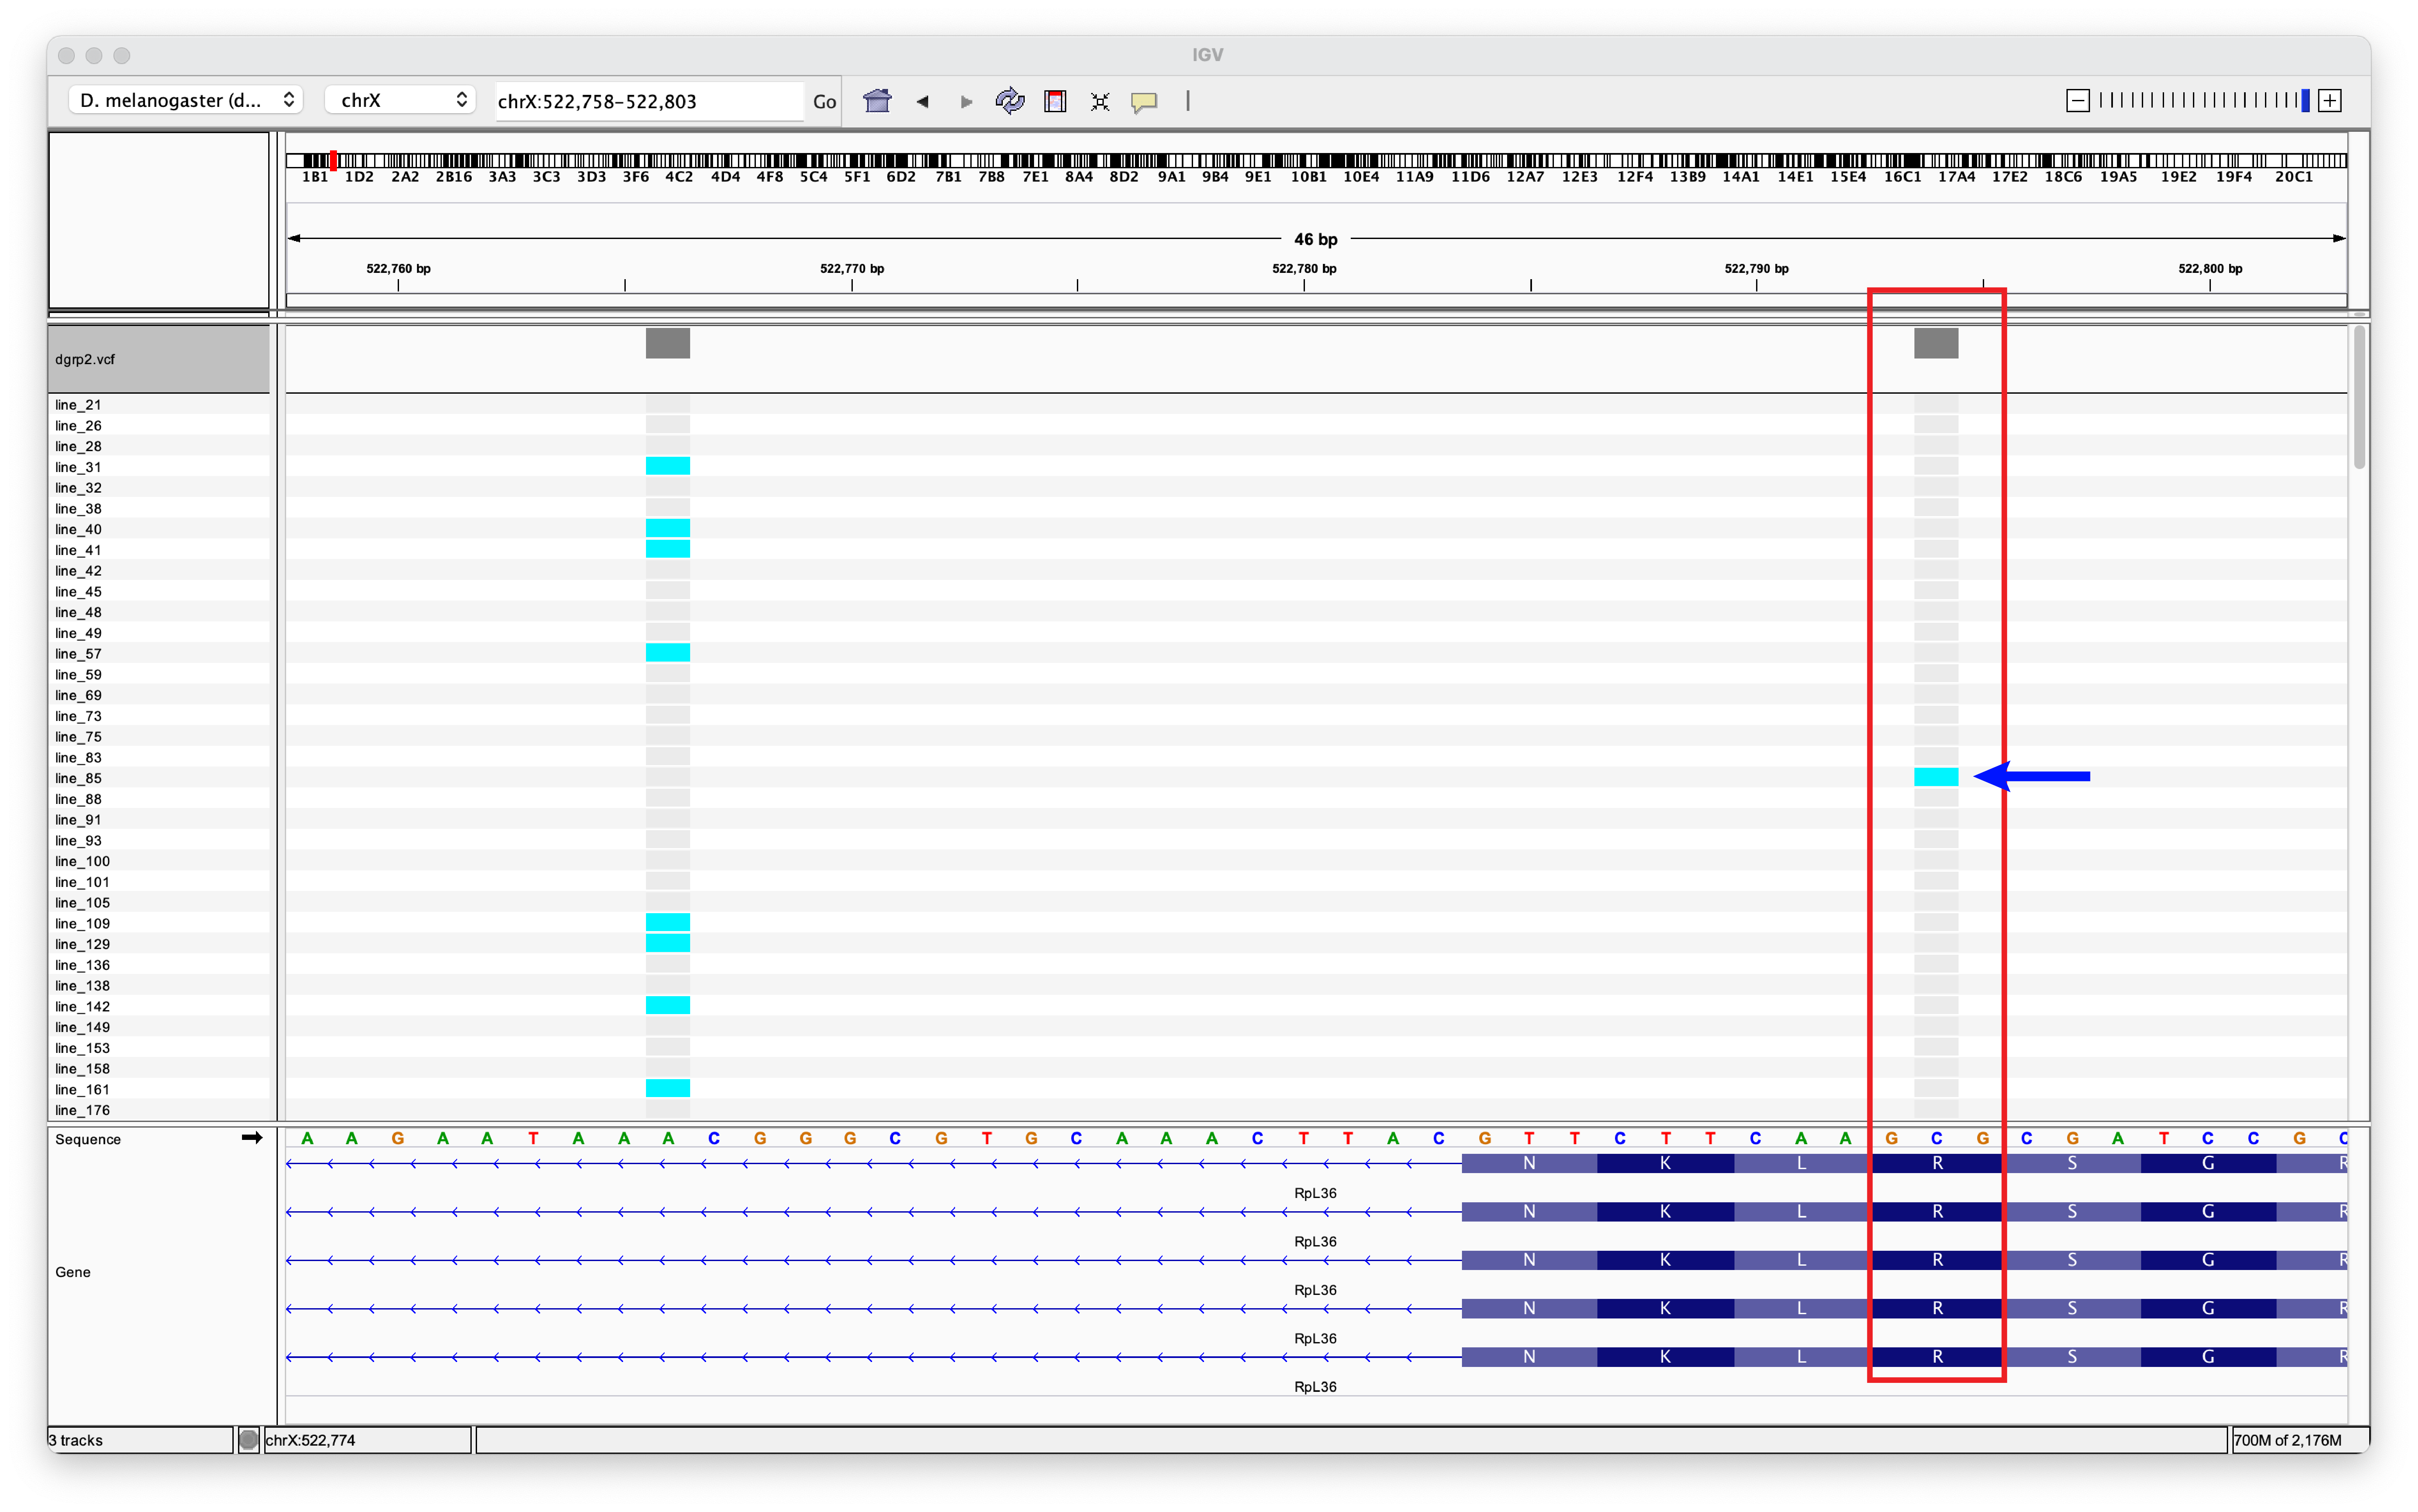 IGV
D. melanogaster (d... chrX chrX:522,758-522,803 Go
1B1 1D2 2A2 2B16 3A3 3C3 3D3 3F6 4C2 4D4 4F8 5C4 5F1 6D2 7B1 7B8 7E1 8A4 8D2 9A1 9B4 9E1 10B1 10E4 11A9 11D6 12A7 12E3 12F4 13B9 14A1 14E1 15E4 16C1 17A4 17E2 18C6 19A5 19E2 19F4 20C1
46 bp
522,760 bp 522,770 bp 522,780 bp 522,790 bp 522,800 bp
dgrp2.vcf
line_21
line_26
line_28
line_31
line_32
line_38
line_40
line_41
line_42
line_45
line_48
line_49
line_57
line_59
line_69
line_73
line_75
line_83
line_85
line_88
line_91
line_93
line_100
line_101
line_105
line_109
line_129
line_136
line_138
line_142
line_149
line_153
line_158
line_161
line_176
Sequence A A G A A T A A A C G G G C G T G C A A A C T T A C G T T C T T C A A G C G C G A T C C G C
N K L R S G R
RpL36
N K L R S G R
RpL36
Gene
N K L R S G R
RpL36
N K L R S G R
RpL36
N K L R S G R
RpL36
3 tracks chrX:522,774 700M of 2,176M